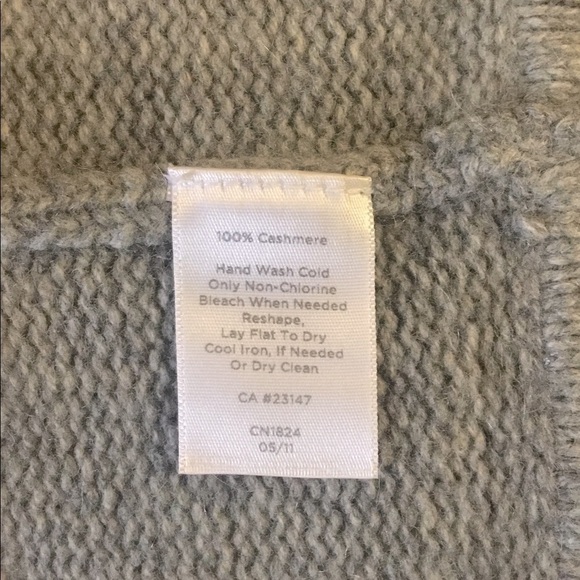 100% Cashmere
Hand Wash Cold
Only Non-Chlorine
Bleach When Needed
Reshape,
Lay Flat To Dry
Cool Iron, If Needed
Or Dry Clean
CA #23147
CN1824
05/11